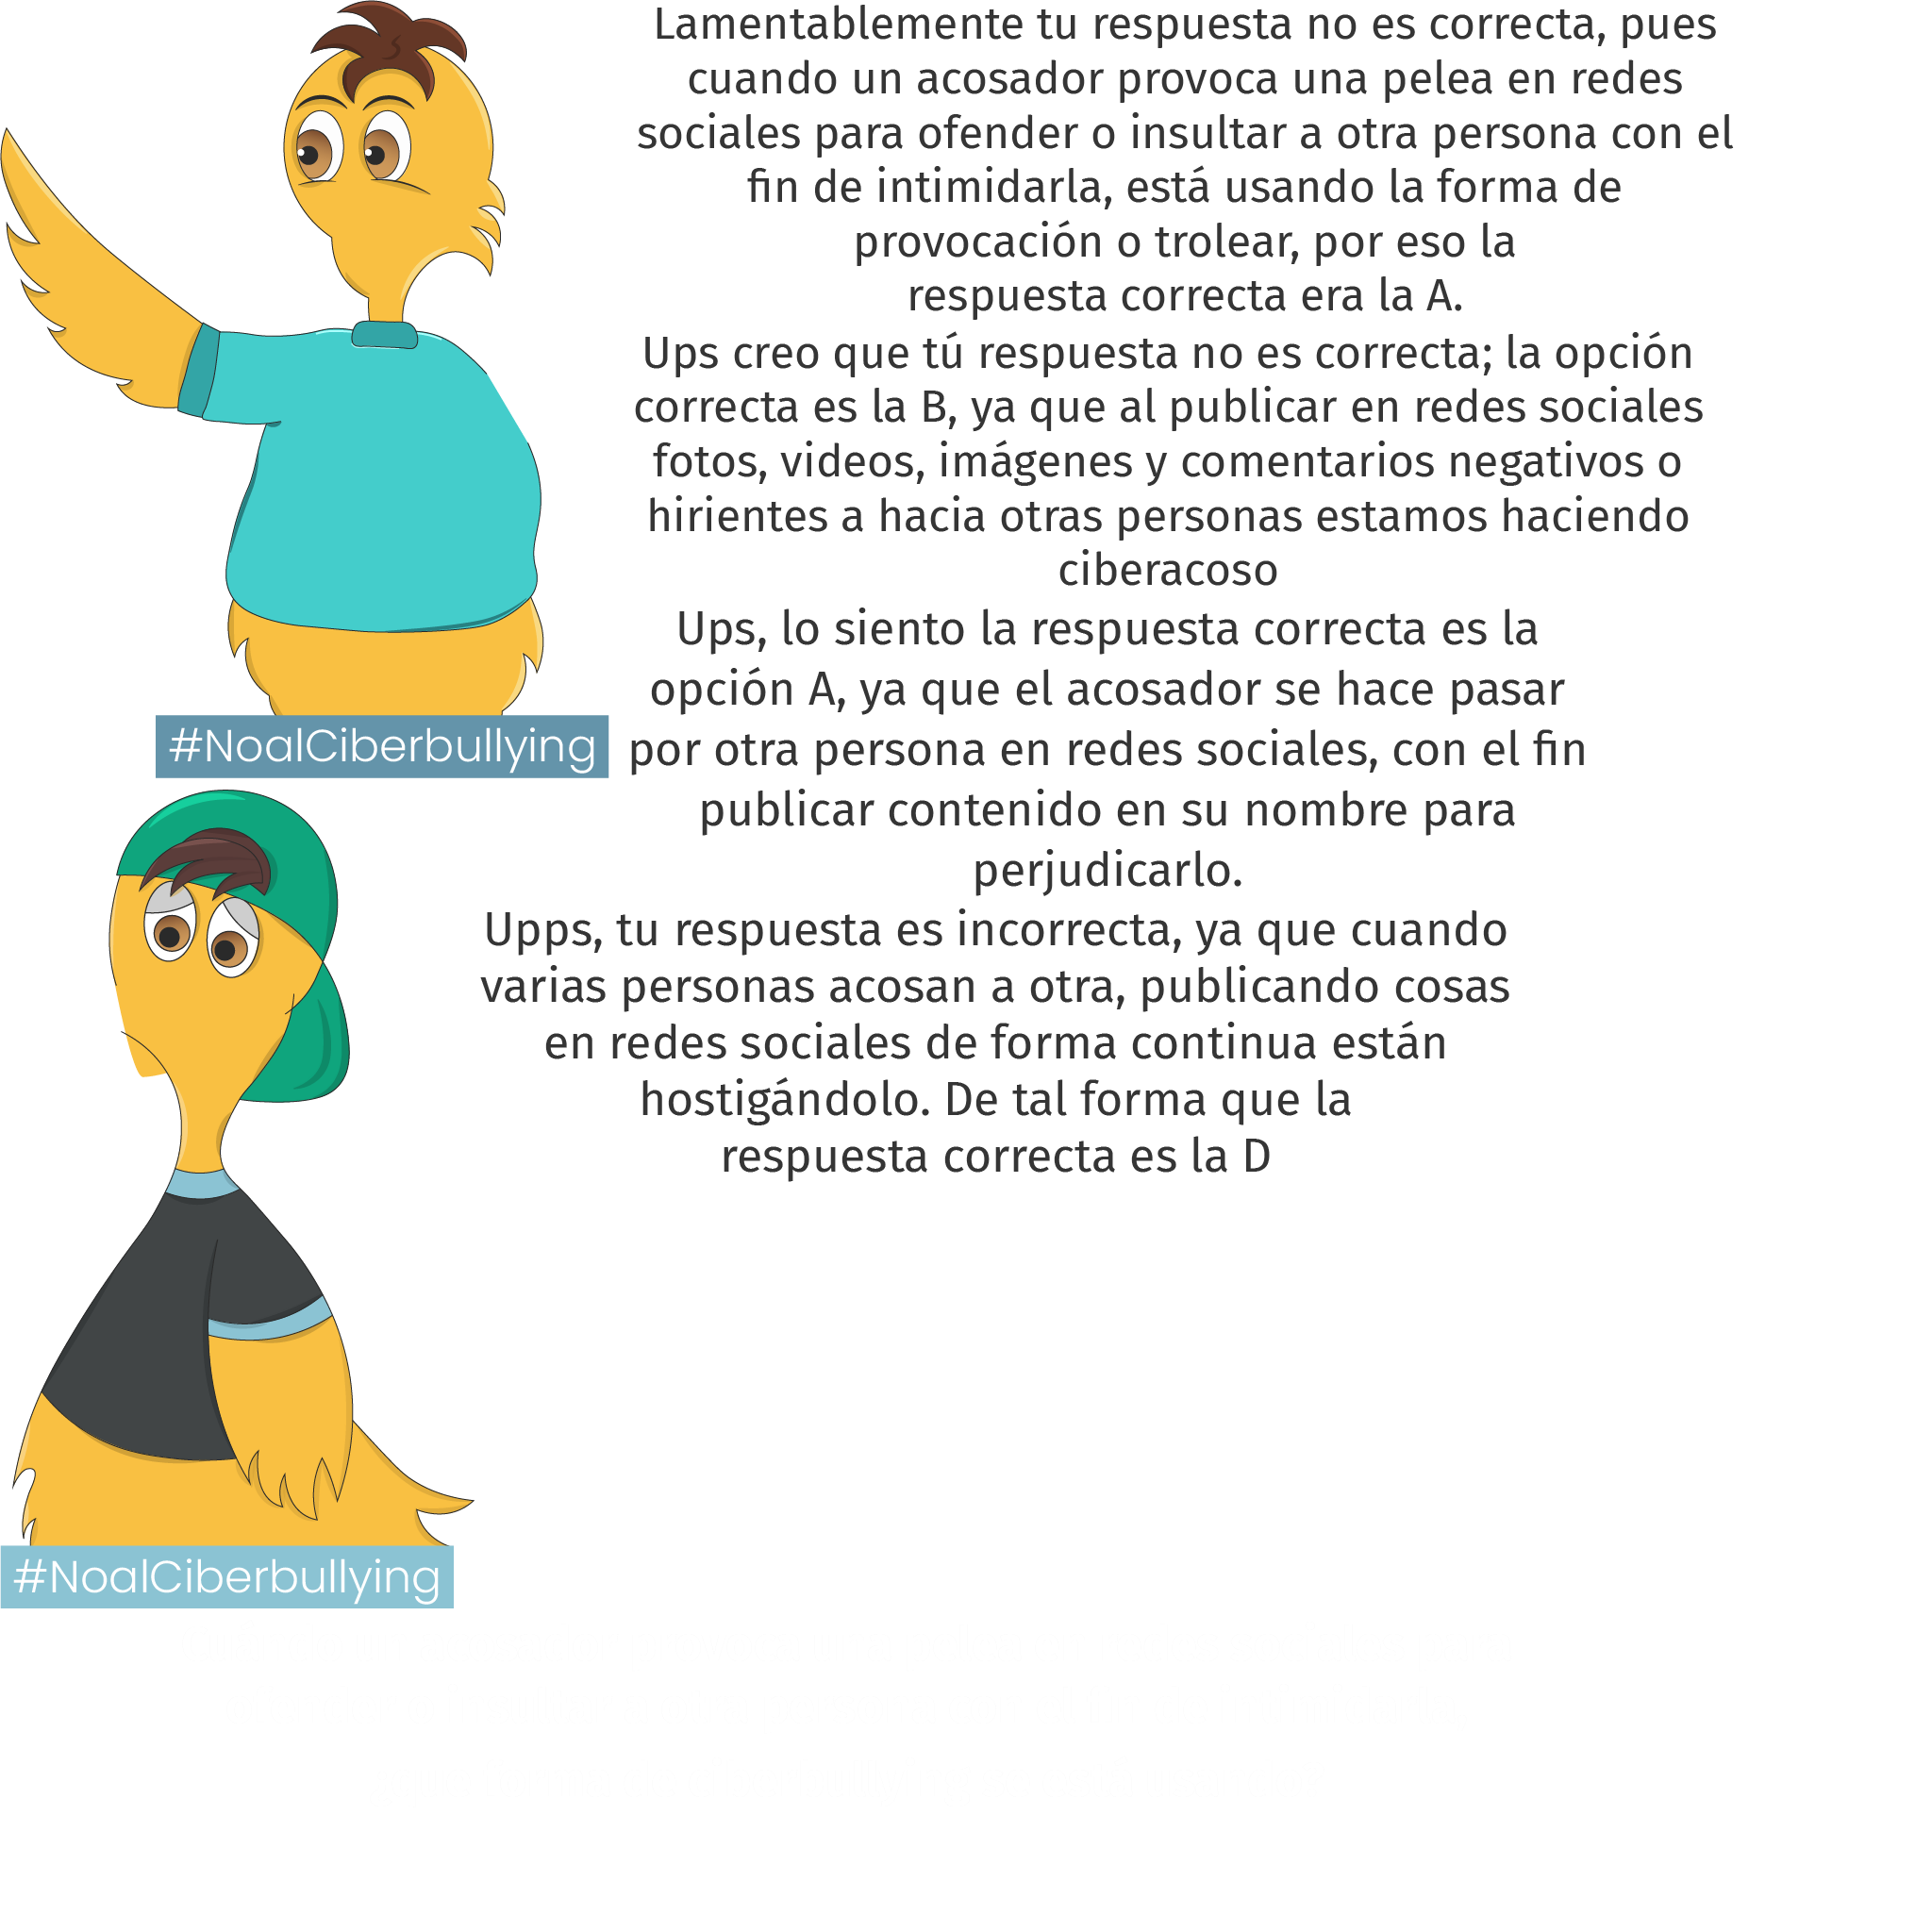 Lamentablemente tu respuesta no es correcta, pues
cuando un acosador provoca una pelea en redes
sociales para ofender o insultar a otra persona con el
fin de intimidarla, está usando la forma de
provocación o trolear, por eso la
respuesta correcta era la A.
Ups creo que tú respuesta no es correcta; la opción
correcta es la B, ya que al publicar en redes sociales
fotos, videos, imágenes y comentarios negativos o
hirientes a hacia otras personas estamos haciendo
ciberacoso
Ups, lo siento la respuesta correcta es la
opción A, ya que el acosador se hace pasar
por otra persona en redes sociales, con el fin
publicar contenido en su nombre para
perjudicarlo.
#NoalCiberbullying
Upps, tu respuesta es incorrecta, ya que cuando
varias personas acosan a otra, publicando cosas
en redes sociales de forma continua están
hostigándolo. De tal forma que la
respuesta correcta es la D
#NoalCiberbullying